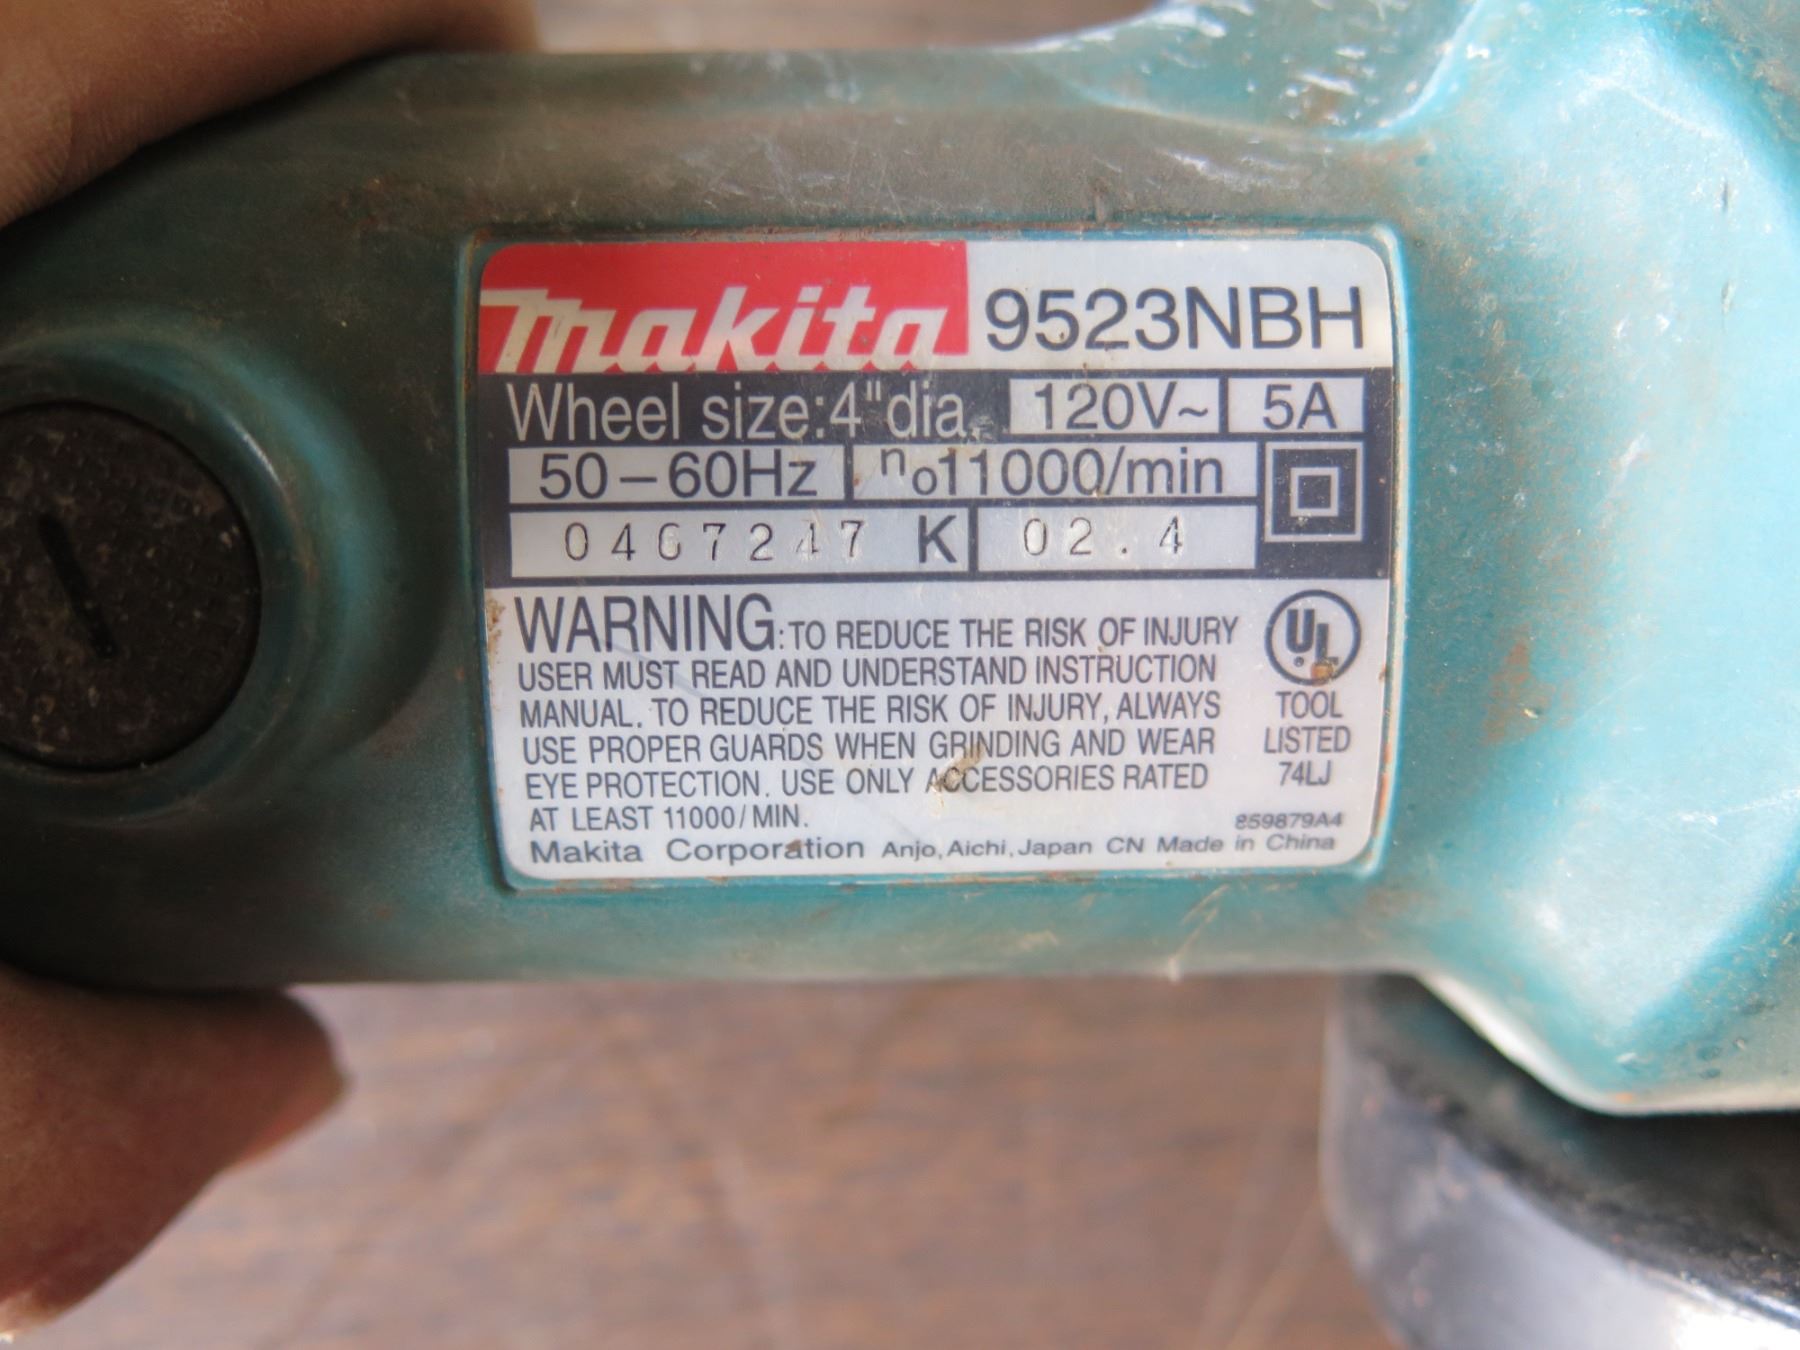 makita 9523NBH
Wheel size:4"dia. 120V~ 5A
50-60Hz no11000/min
0467247 K 02.4
WARNING: TO REDUCE THE RISK OF INJURY
USER MUST READ AND UNDERSTAND INSTRUCTION
MANUAL. TO REDUCE THE RISK OF INJURY, ALWAYS
USE PROPER GUARDS WHEN GRINDING AND WEAR
EYE PROTECTION. USE ONLY ACCESSORIES RATED
AT LEAST 11000/MIN.
UL
TOOL
LISTED
74LJ
859879A4
Makita Corporation Anjo, Aichi, Japan CN Made in China